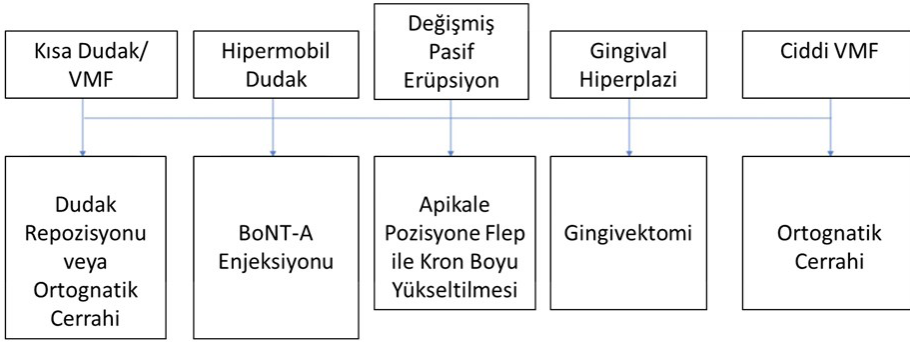 Kısa Dudak/
VMF
Hipermobil
Dudak
Değişmiş
Pasif
Erüpsiyon
Gingival
Hiperplazi
Ciddi VMF
Dudak
Repozisyonu
veya
Ortognatik
Cerrahi
BoNT-A
Enjeksiyonu
Apikale
Pozisyone Flep
ile Kron Boyu
Yükseltilmesi
Gingivektomi
Ortognatik
Cerrahi